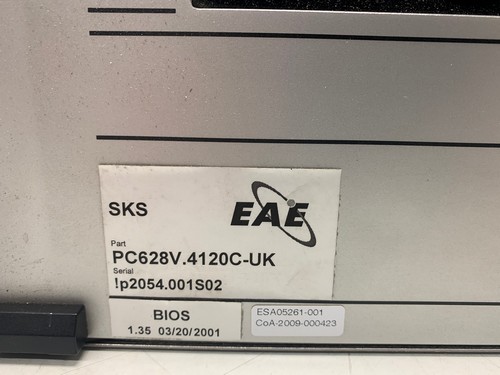 SKS
EAE
Part
PC628V.4120C-UK
Serial
!p2054.001S02
BIOS
1.35 03/20/2001
ESA05261-001
CoA-2009-000423